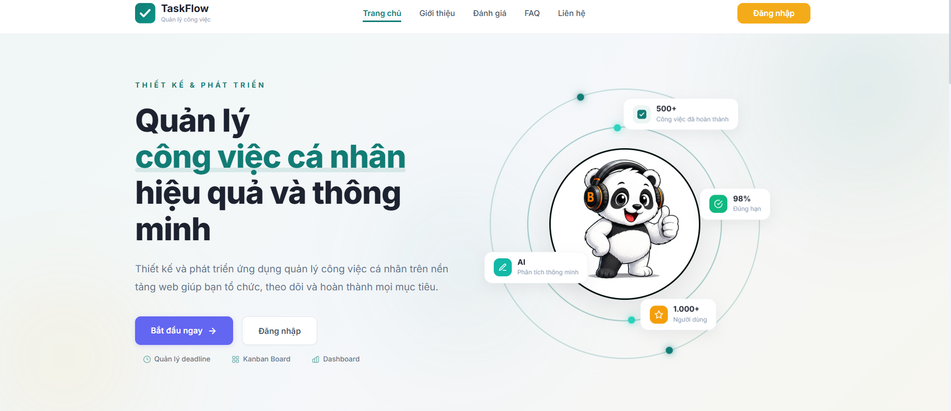 TaskFlow
Quản lý công việc
Trang chủ
Giới thiệu
Đánh giá
FAQ
Liên hệ
Đăng nhập
THIẾT KẾ & PHÁT TRIỂN
Quản lý
công việc cá nhân
hiệu quả và thông
minh
Thiết kế và phát triển ứng dụng quản lý công việc cá nhân trên nền
tảng web giúp bạn tổ chức, theo dõi và hoàn thành mọi mục tiêu.
Bắt đầu ngay
Đăng nhập
Quản lý deadline
Kanban Board
Dashboard
500+
Công việc đã hoàn thành
B
98%
Đúng hạn
AI
Phân tích thông minh
1.000+
Người dùng